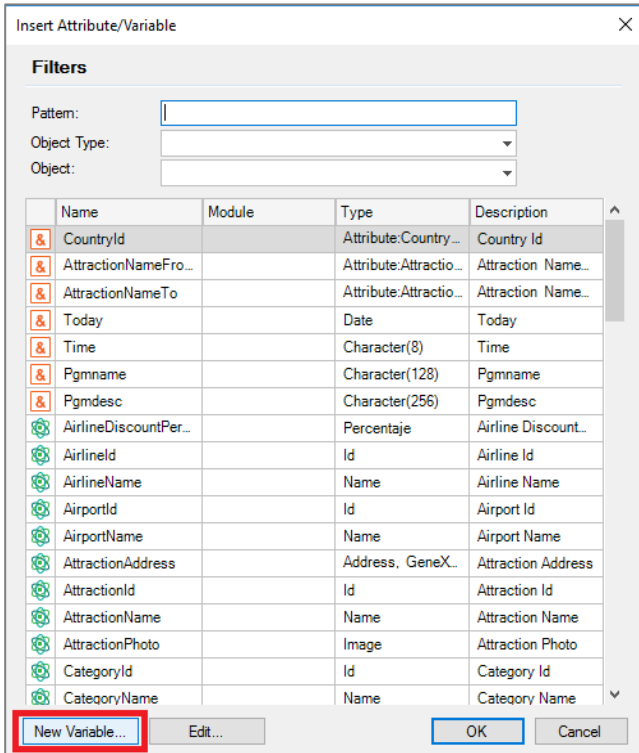 Insert Attribute/Variable
Filters
Pattern:
Object Type:
Object:
Name Module Type Description
& CountryId Attribute:Country... Country Id
& AttractionNameFro... Attribute:Attractio... Attraction Name...
& AttractionNameTo Attribute:Attractio... Attraction Name...
& Today Date Today
& Time Character(8) Time
& Pgmname Character(128) Pgmname
& Pgmdesc Character(256) Pgmdesc
AirlineDiscountPer... Percentaje Airline Discount...
AirlineId Id Airline Id
AirlineName Name Airline Name
AirportId Id Airport Id
AirportName Name Airport Name
AttractionAddress Address, GeneX... Attraction Address
AttractionId Id Attraction Id
AttractionName Name Attraction Name
AttractionPhoto Image Attraction Photo
CategoryId Id Category Id
CategoryName Name Category Name
New Variable... Edit... OK Cancel